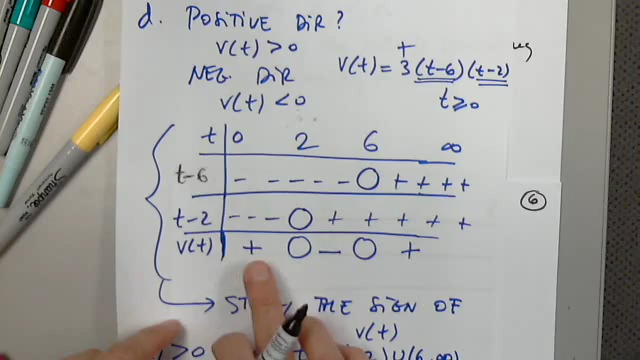 d. POSITIVE DIR ?
V(t) > 0
NEG. DIR
V(t) < 0
+
V(t) = 3 (t-6)(t-2)
t ≥ 0
t | 0 2 6 ∞
t-6 | - - - - - O + + + +
t-2 | - - - O + + + + +
V(t) | + O - O +
6
THE SIGN OF
V(t)
Sharpie